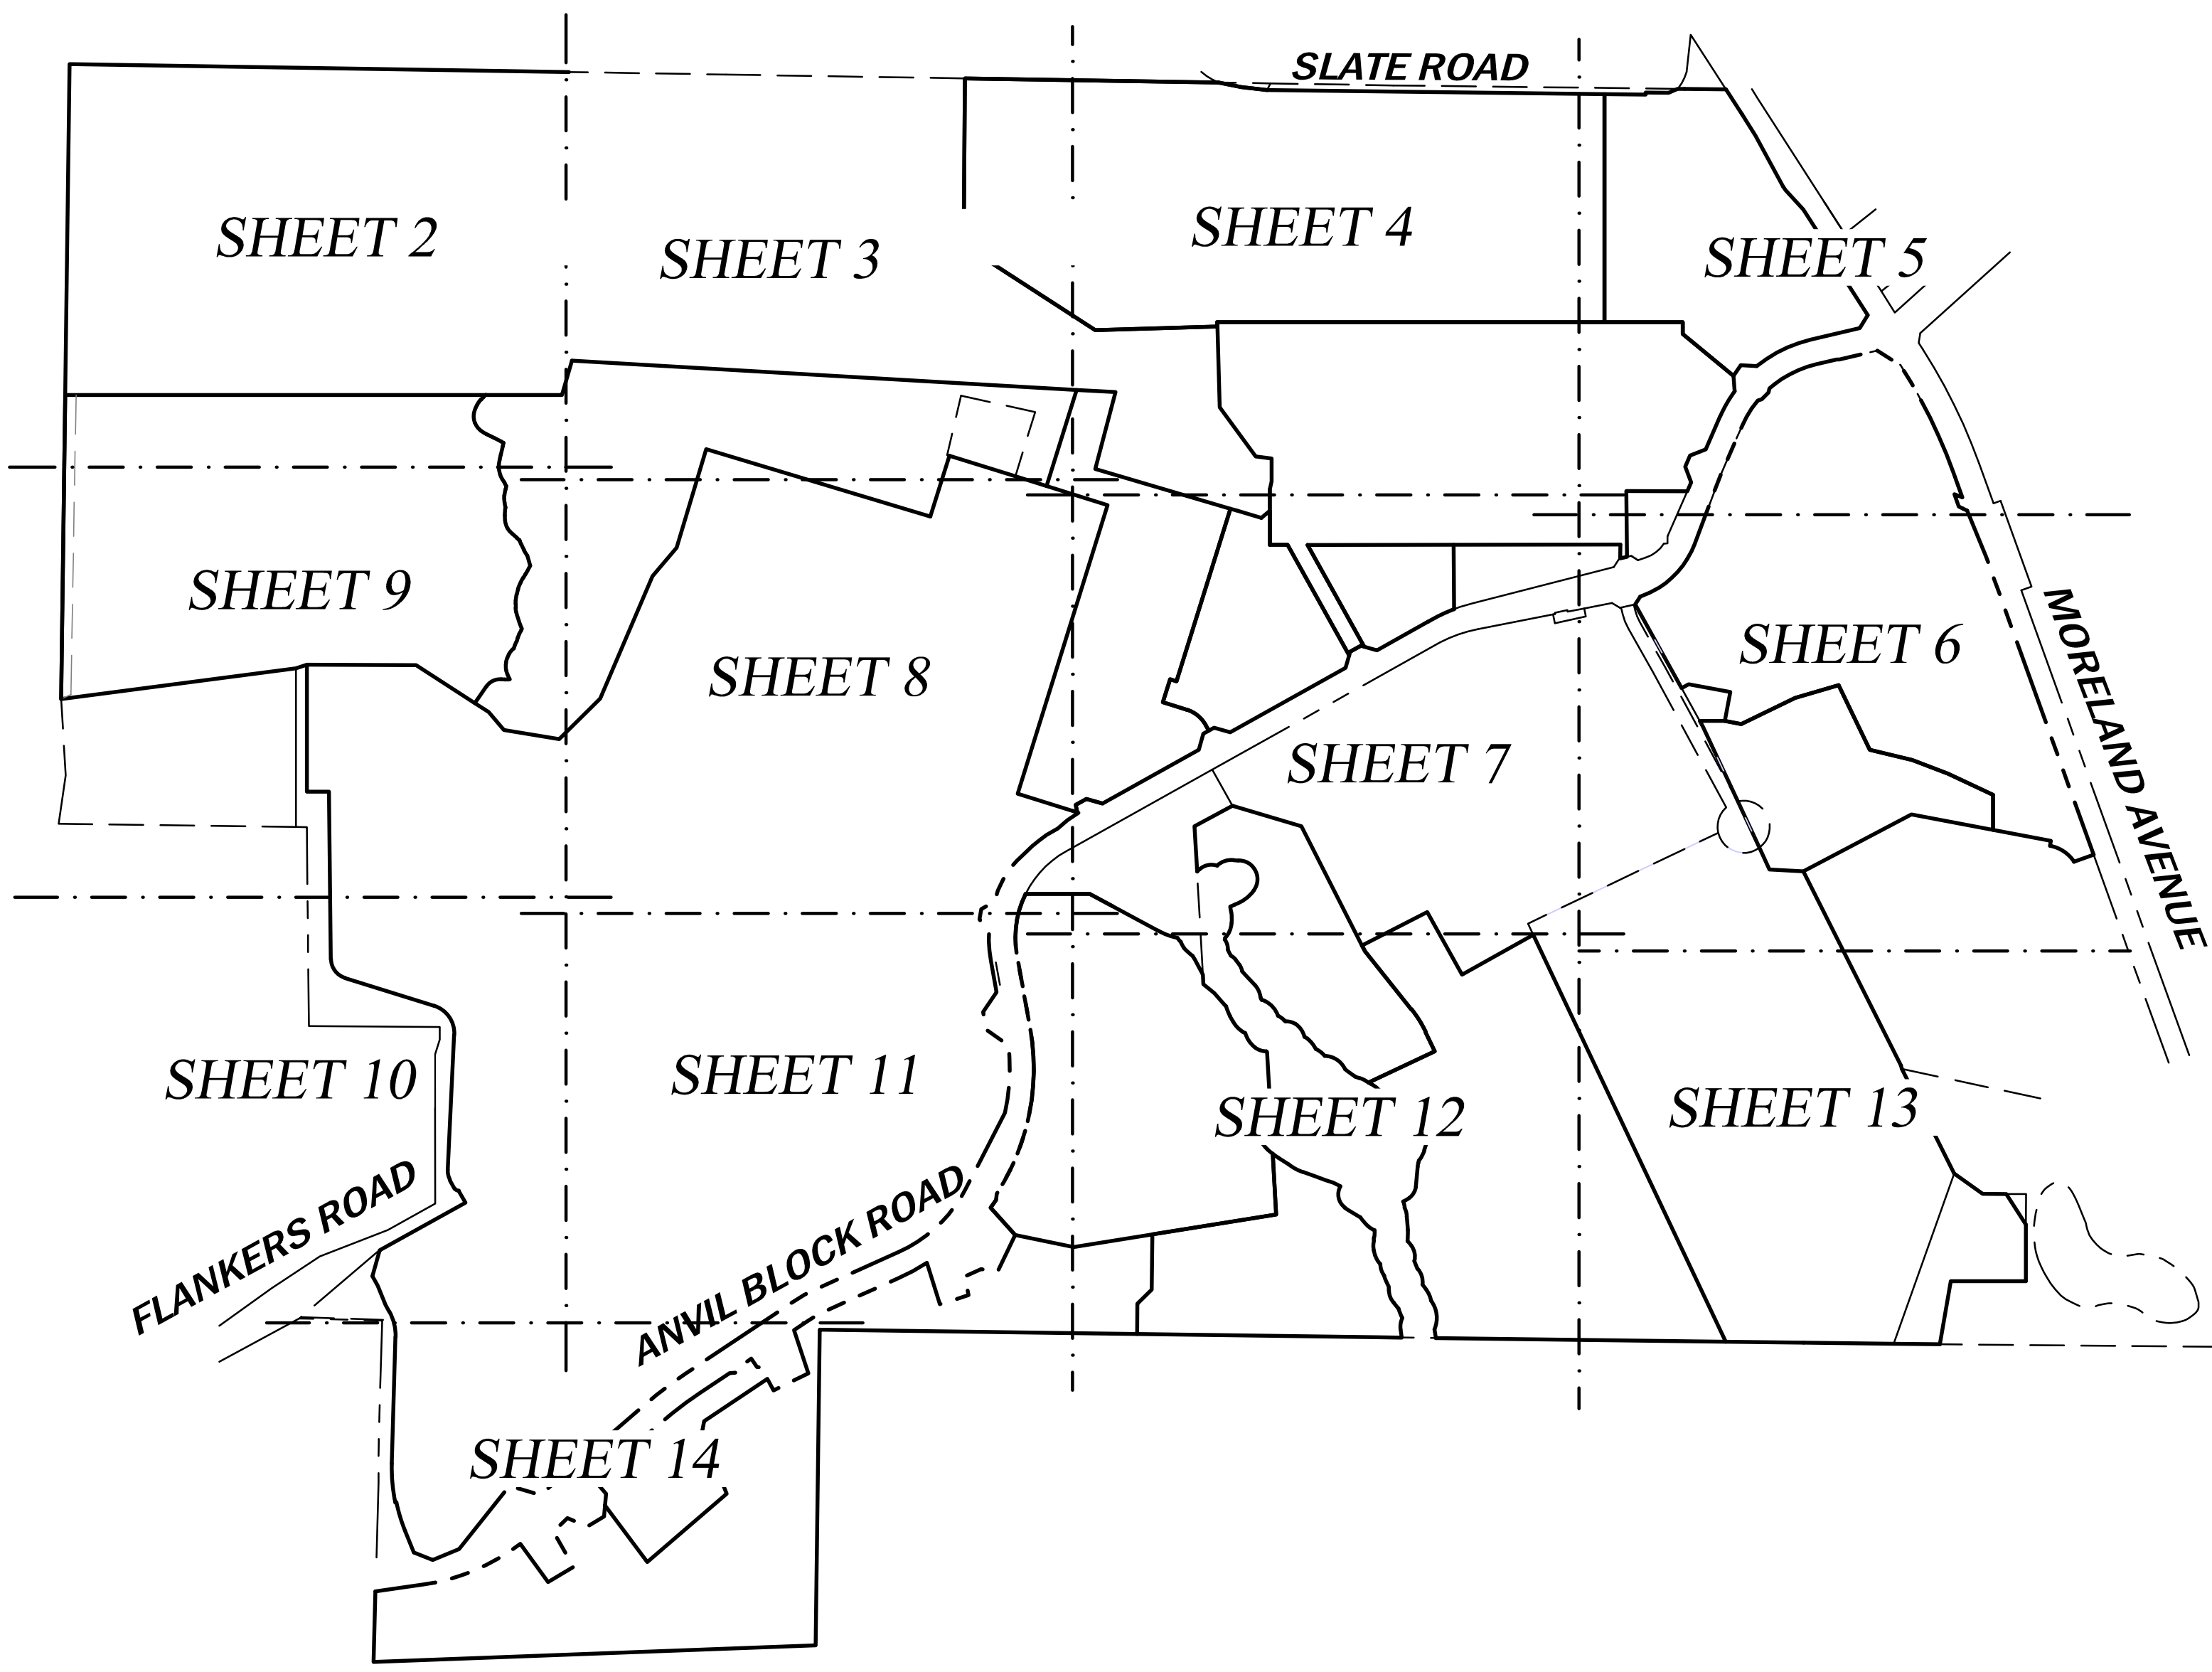 SLATE ROAD
SHEET 2
SHEET 3
SHEET 4
SHEET 5
SHEET 9
SHEET 8
SHEET 7
SHEET 6
MORELAND AVENUE
SHEET 10
SHEET 11
SHEET 12
SHEET 13
FLANKERS ROAD
ANVIL BLOCK ROAD
SHEET 14